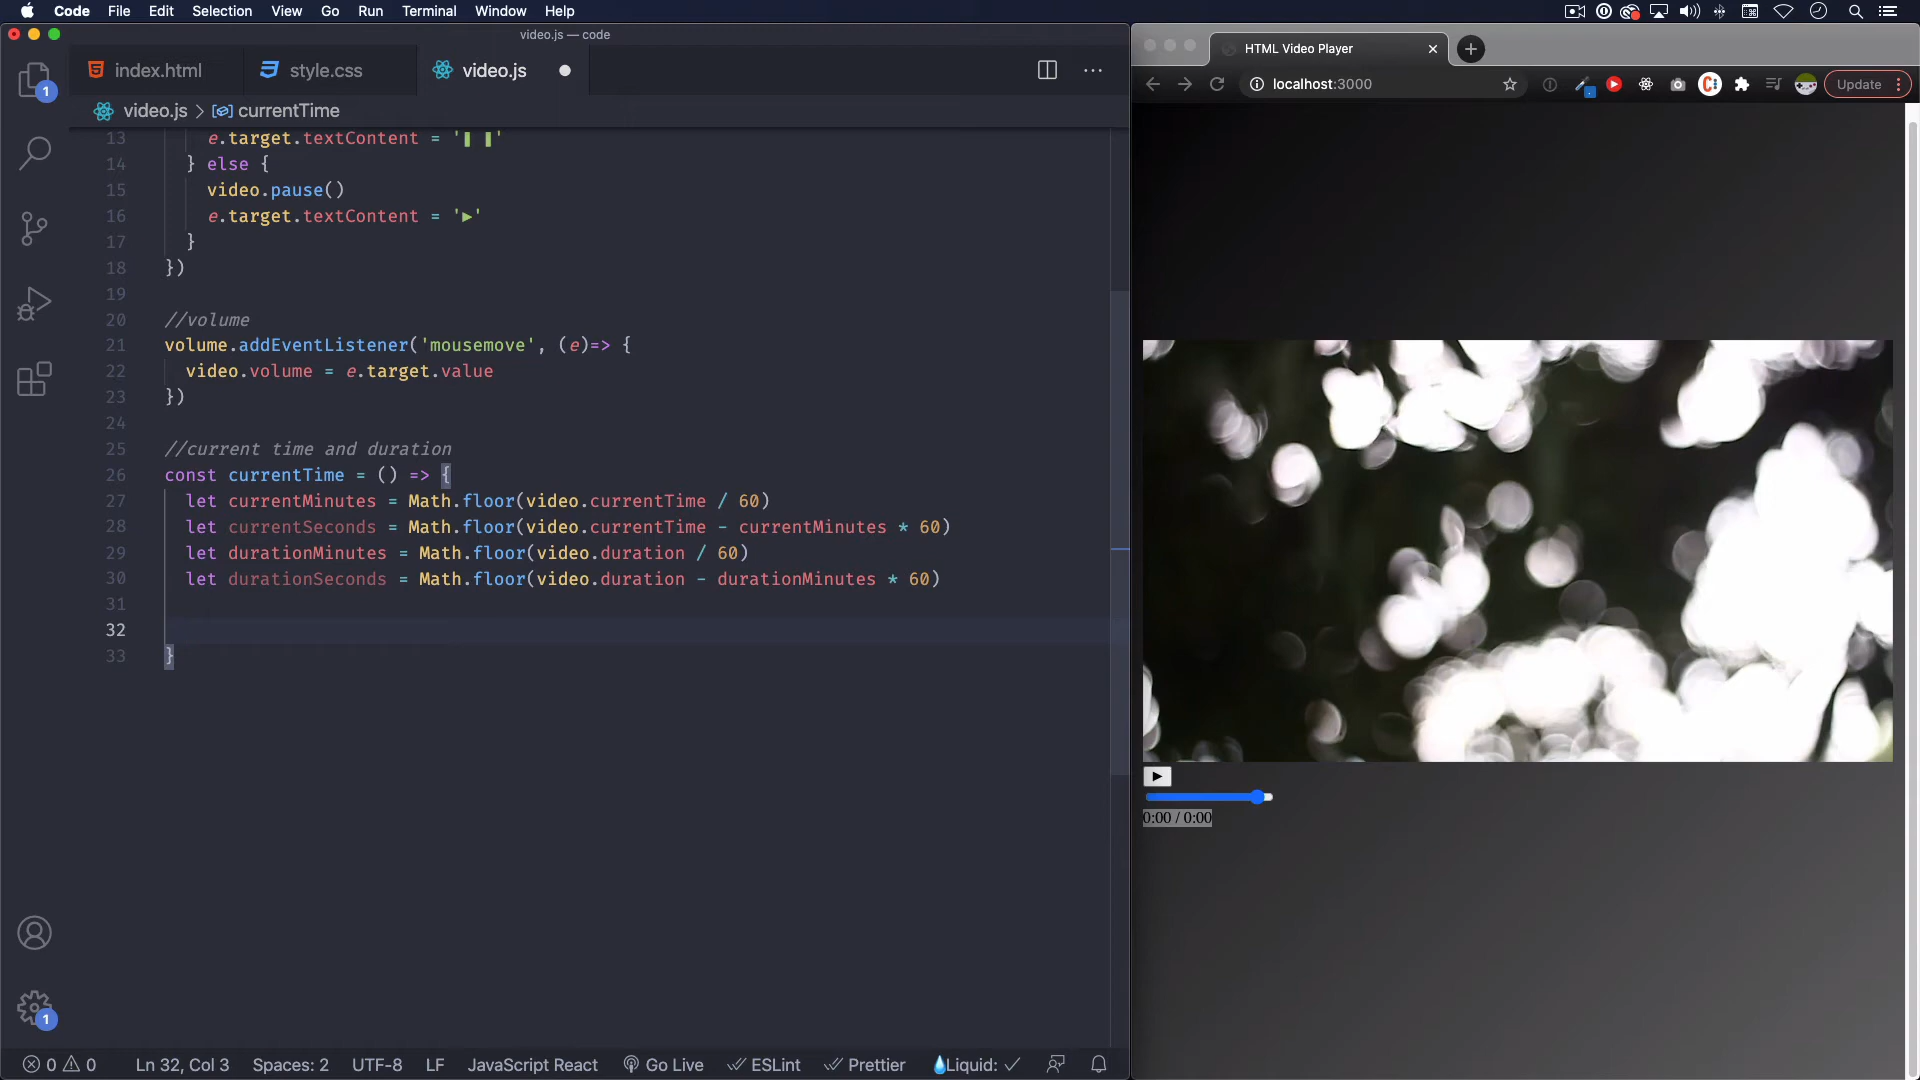 Code File Edit Selection View Go Run Terminal Window Help
video.js — code
index.html style.css video.js
video.js > currentTime
13 e.target.textContent = '❚ ❚'
14 } else {
15 video.pause()
16 e.target.textContent = '►'
17 }
18 })
19
20 //volume
21 volume.addEventListener('mousemove', (e)=> {
22 video.volume = e.target.value
23 })
24
25 //current time and duration
26 const currentTime = () => {
27 let currentMinutes = Math.floor(video.currentTime / 60)
28 let currentSeconds = Math.floor(video.currentTime - currentMinutes * 60)
29 let durationMinutes = Math.floor(video.duration / 60)
30 let durationSeconds = Math.floor(video.duration - durationMinutes * 60)
31
32
33 }
1
1
0 0 Ln 32, Col 3 Spaces: 2 UTF-8 LF JavaScript React Go Live ESLint Prettier Liquid: ✓
HTML Video Player
localhost:3000
Update
0:00 / 0:00